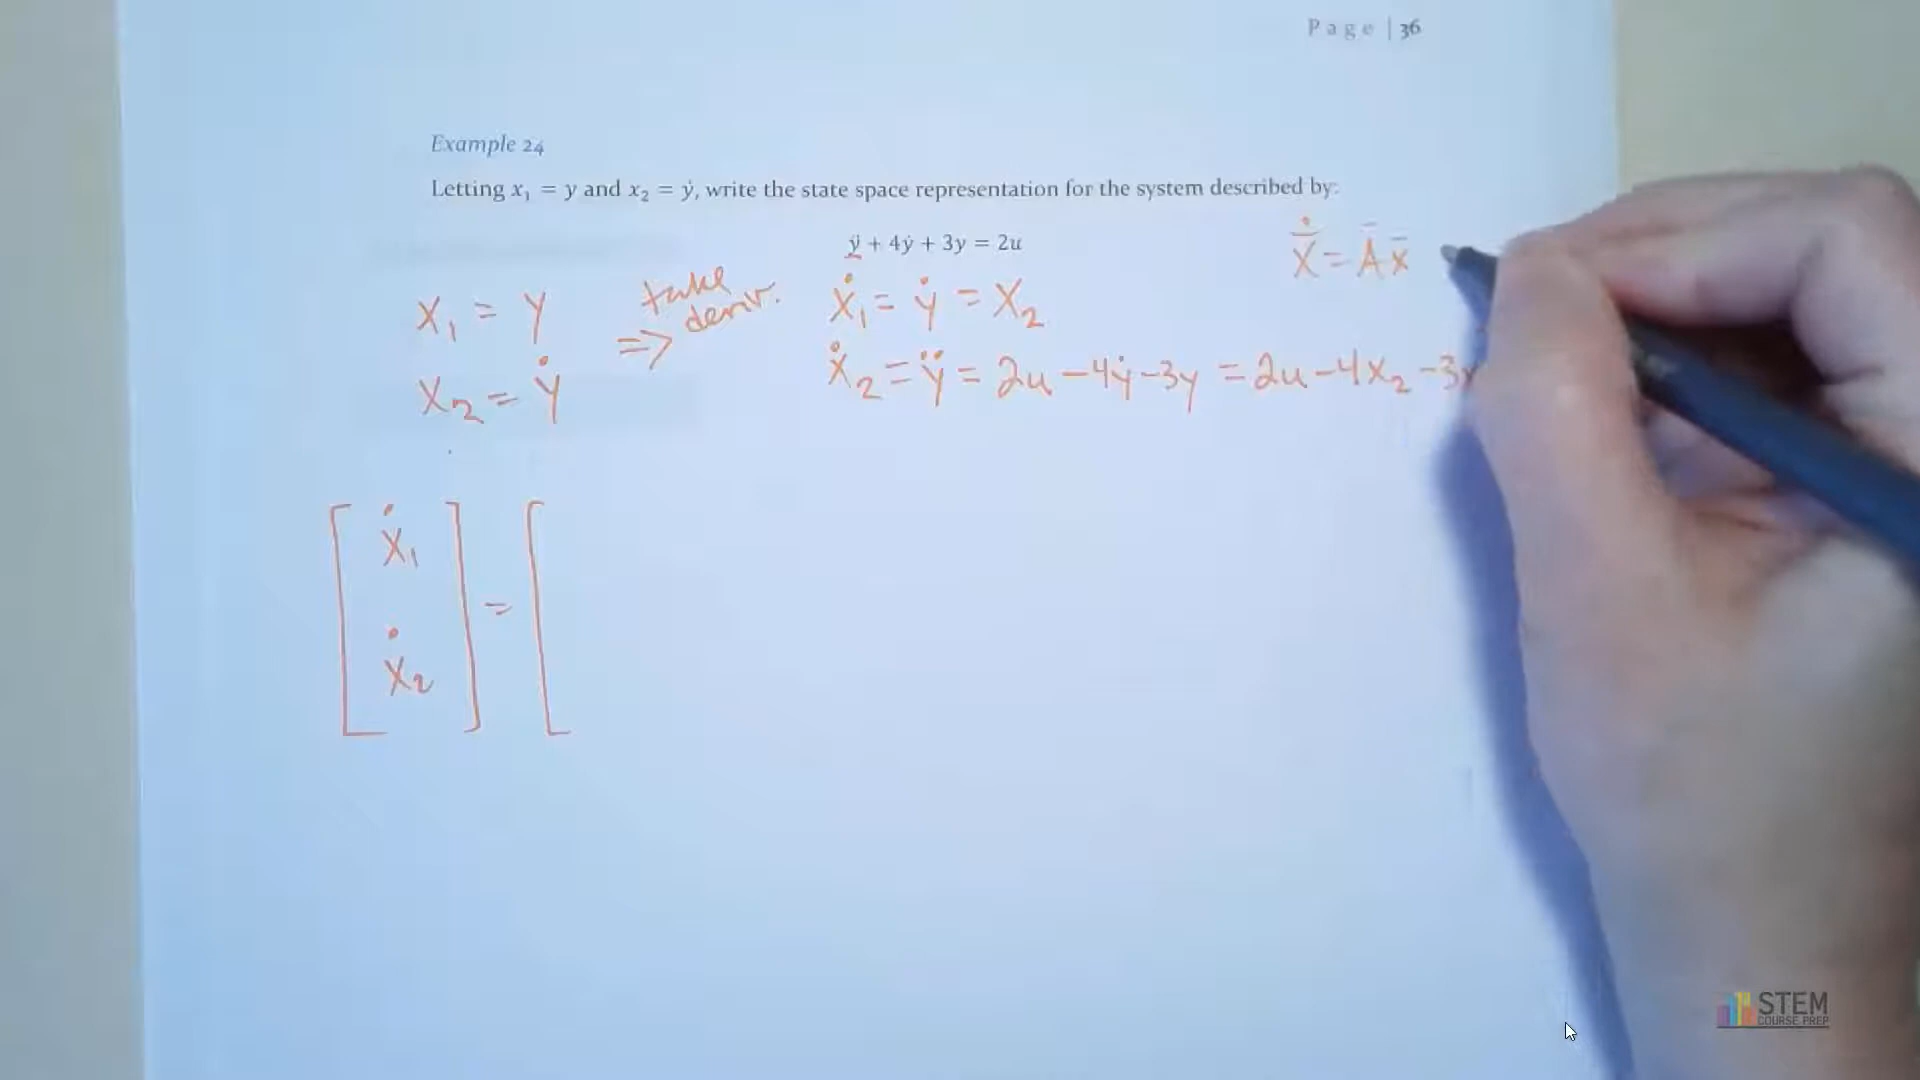 Page | 36
Example 24
Letting x₁ = y and x₂ = ẏ, write the state space representation for the system described by:
ÿ + 4ẏ + 3y = 2u
Ẋ̄ = Ā x̄
X₁ = Y
take deriv.
⇒
Ẋ₁ = ẏ = X₂
X₂ = Ẏ
Ẋ₂ = Ÿ = 2u - 4ẏ - 3y = 2u - 4X₂ - 3
[ Ẋ₁
Ẋ₂ ] = [
STEM
COURSE PREP